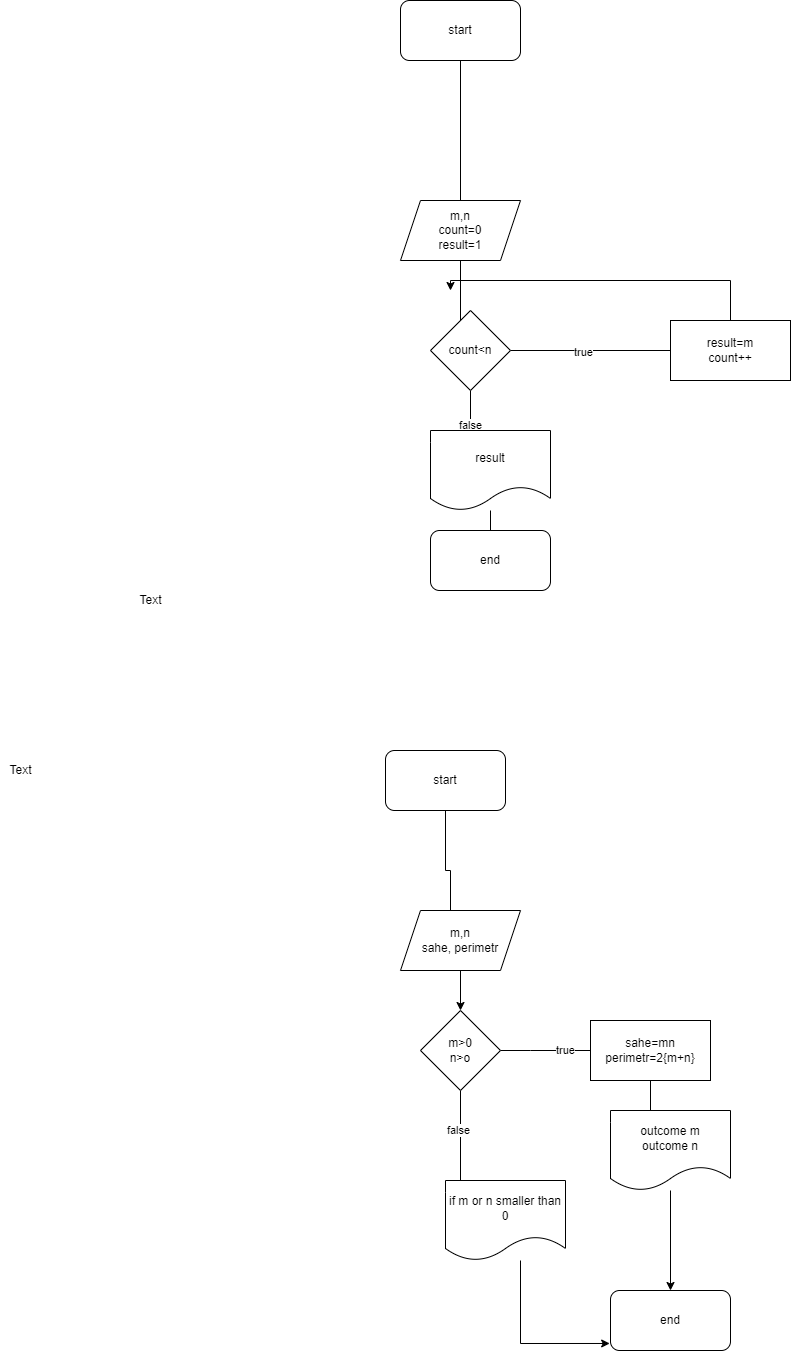 start
m,n
count=0
result=1
count<n
true
result=m
count++
false
result
end
Text
Text
start
m,n
sahe, perimetr
m>0
n>o
true
sahe=mn
perimetr=2{m+n}
outcome m
outcome n
false
if m or n smaller than
0
end